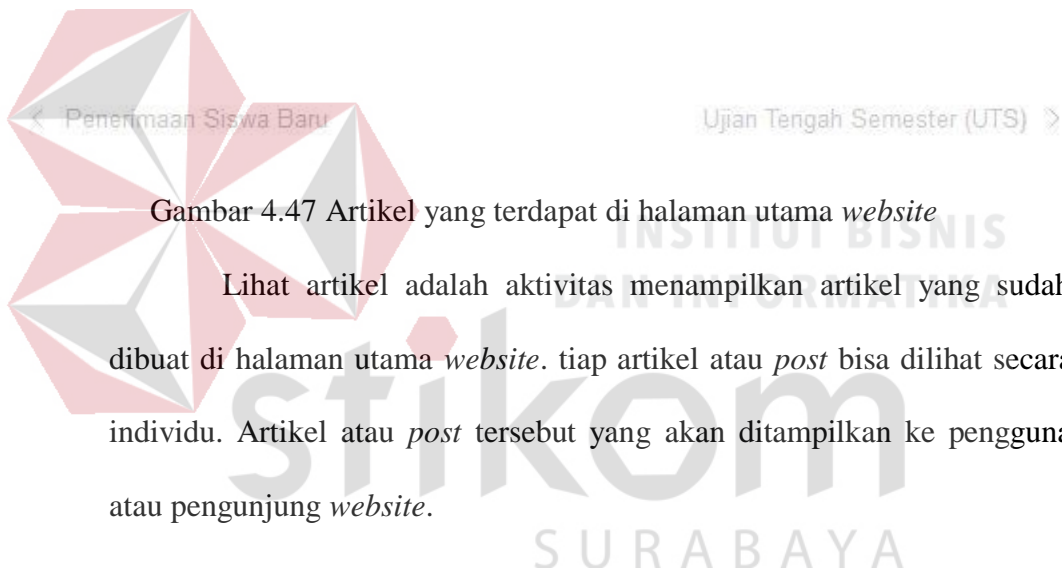 < Penerimaan Siswa Baru Ujian Tengah Semester (UTS) >
Gambar 4.47 Artikel yang terdapat di halaman utama website
INSTITUT BISNIS
DAN INFORMATIKA
Lihat artikel adalah aktivitas menampilkan artikel yang sudah
dibuat di halaman utama website. tiap artikel atau post bisa dilihat secara
individu. Artikel atau post tersebut yang akan ditampilkan ke pengguna
atau pengunjung website.
stikom
SURABAYA